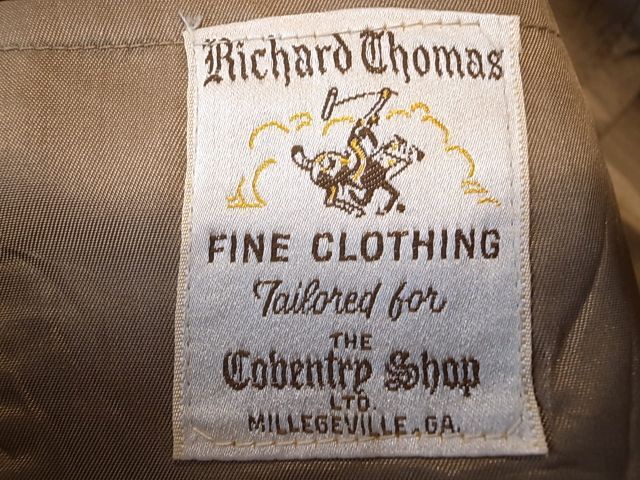 Richard Thomas
FINE CLOTHING
Tailored for
THE
Coventry Shop
LTD.
MILLEGEVILLE, GA.